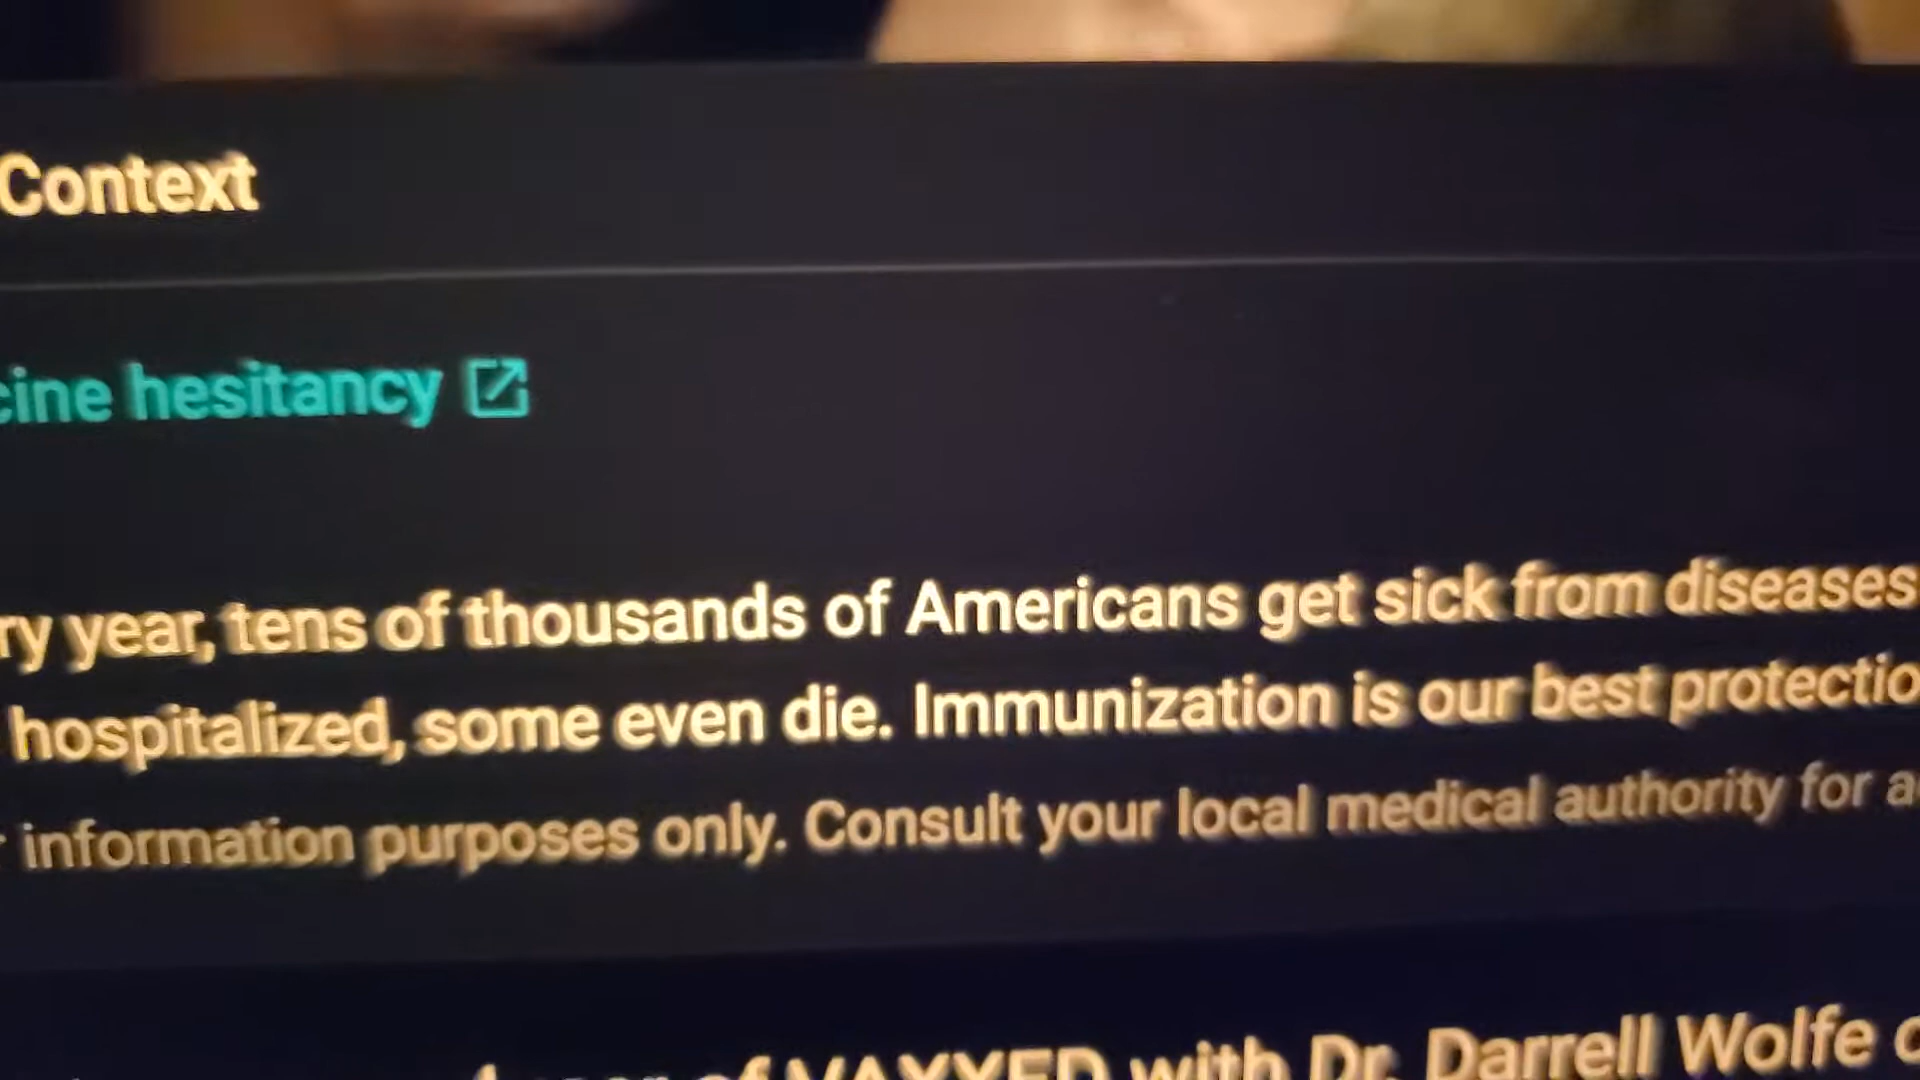 Context
cine hesitancy
ry year, tens of thousands of Americans get sick from diseases
hospitalized, some even die. Immunization is our best protectio
information purposes only. Consult your local medical authority for a
of VAXXED with Dr. Darrell Wolfe